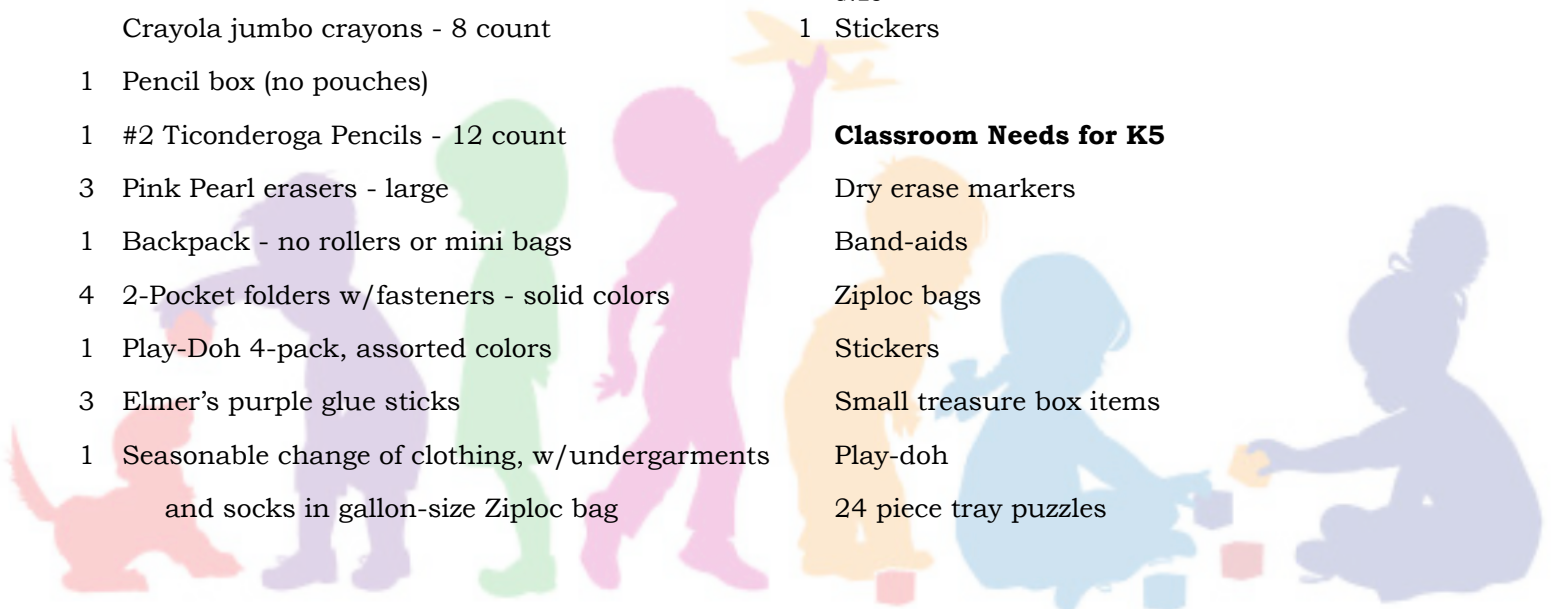 Crayola jumbo crayons - 8 count
1 Pencil box (no pouches)
1 #2 Ticonderoga Pencils - 12 count
3 Pink Pearl erasers - large
1 Backpack - no rollers or mini bags
4 2-Pocket folders w/fasteners - solid colors
1 Play-Doh 4-pack, assorted colors
3 Elmer's purple glue sticks
1 Seasonable change of clothing, w/undergarments
and socks in gallon-size Ziploc bag
1 Stickers
Classroom Needs for K5
Dry erase markers
Band-aids
Ziploc bags
Stickers
Small treasure box items
Play-doh
24 piece tray puzzles